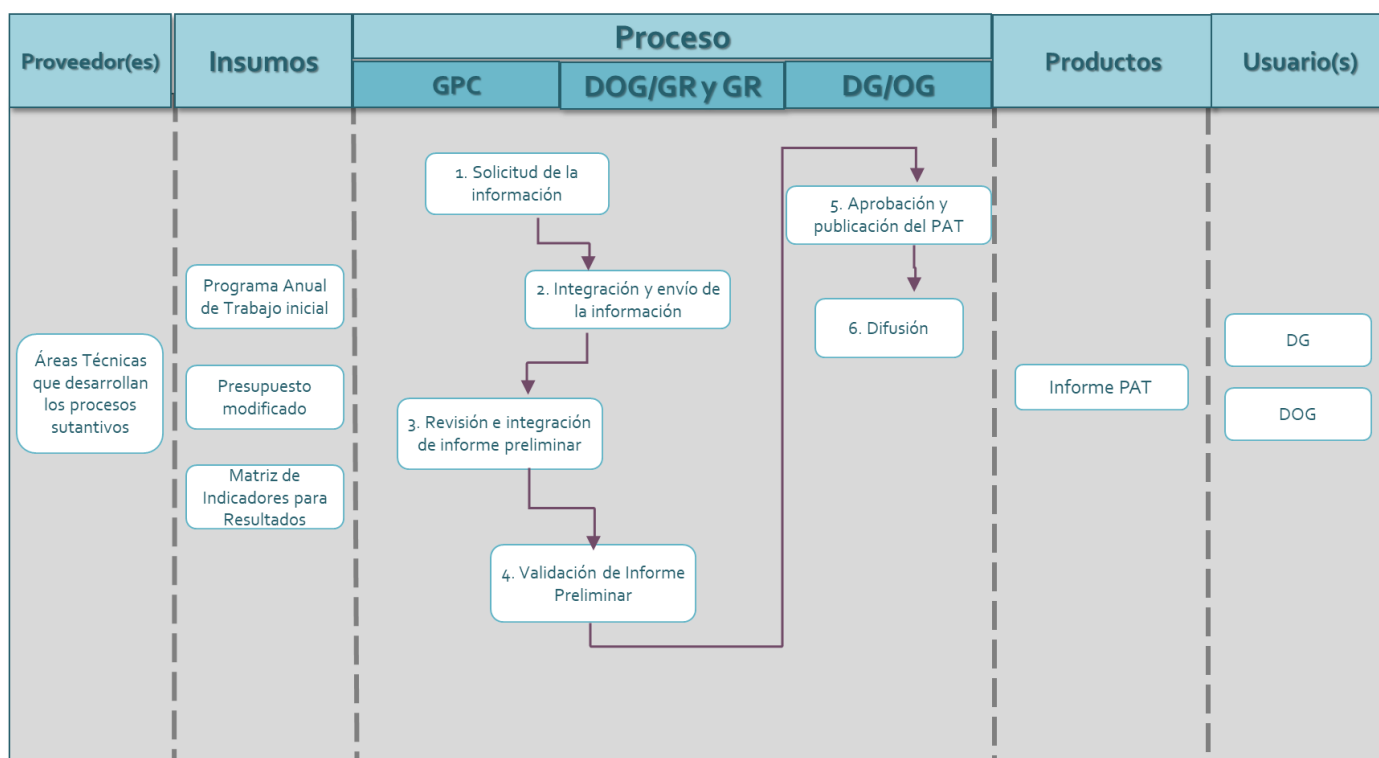 Proveedor(es)
Insumos
Proceso
GPC
DOG/GR y GR
DG/OG
Productos
Usuario(s)
Áreas Técnicas
que desarrollan
los procesos
sutantivos
Programa Anual
de Trabajo inicial
Presupuesto
modificado
Matriz de
Indicadores para
Resultados
1. Solicitud de la
información
2. Integración y envío de
la información
3. Revisión e integración
de informe preliminar
4. Validación de Informe
Preliminar
5. Aprobación y
publicación del PAT
6. Difusión
Informe PAT
DG
DOG